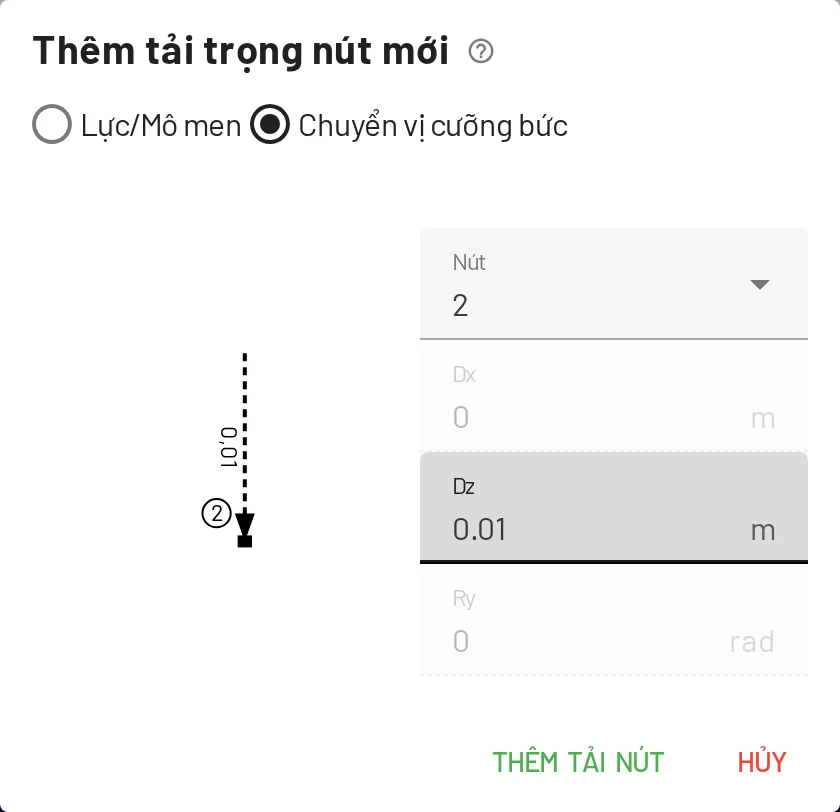 Thêm tải trọng nút mới ?
Lực/Mô men Chuyển vị cưỡng bức
Nút
2
Dx
0 m
0,01
Dz
2
0.01 m
Ry
0 rad
THÊM TẢI NÚT HỦY